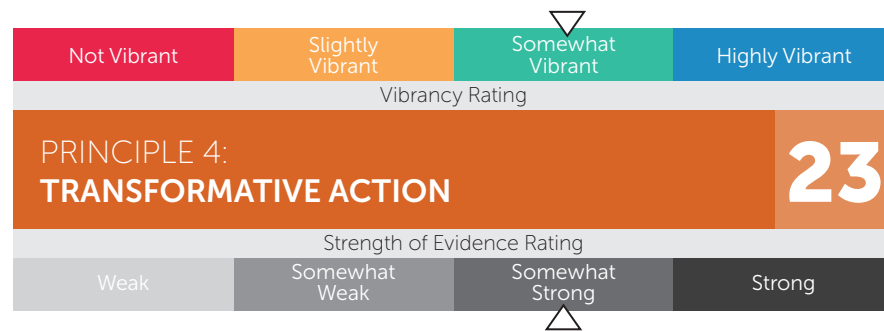 Not Vibrant
Slightly
Vibrant
Somewhat
Vibrant
Highly Vibrant
Vibrancy Rating
PRINCIPLE 4:
TRANSFORMATIVE ACTION
23
Strength of Evidence Rating
Weak
Somewhat
Weak
Somewhat
Strong
Strong